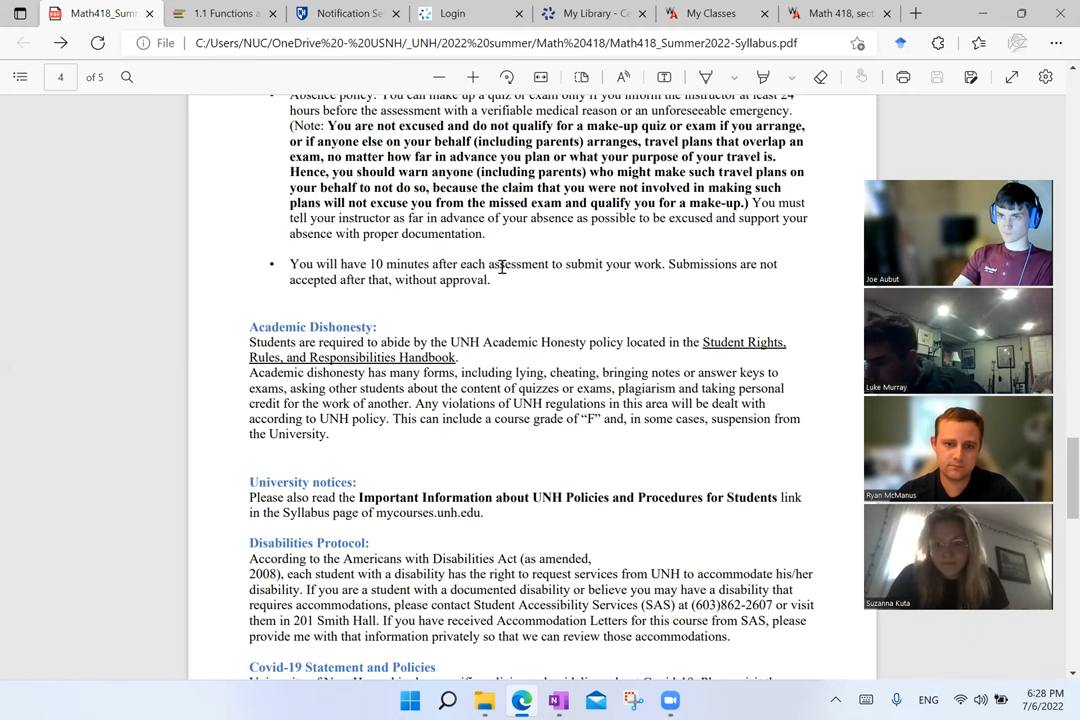 Math418_Summ
1.1 Functions a
Notification Se
Login
My Library - Ce
My Classes
Math 418, sect
File
C:/Users/NUC/OneDrive%20-%20USNH/_UNH/2022%20summer/Math%20418/Math418_Summer2022-Syllabus.pdf
4 of 5
Absence policy: You can make up a quiz or exam only if you inform the instructor at least 24
hours before the assessment with a verifiable medical reason or an unforeseeable emergency.
(Note: You are not excused and do not qualify for a make-up quiz or exam if you arrange,
or if anyone else on your behalf (including parents) arranges, travel plans that overlap an
exam, no matter how far in advance you plan or what your purpose of your travel is.
Hence, you should warn anyone (including parents) who might make such travel plans on
your behalf to not do so, because the claim that you were not involved in making such
plans will not excuse you from the missed exam and qualify you for a make-up.) You must
tell your instructor as far in advance of your absence as possible to be excused and support your
absence with proper documentation.
• You will have 10 minutes after each assessment to submit your work. Submissions are not
accepted after that, without approval.
Academic Dishonesty:
Students are required to abide by the UNH Academic Honesty policy located in the Student Rights,
Rules, and Responsibilities Handbook.
Academic dishonesty has many forms, including lying, cheating, bringing notes or answer keys to
exams, asking other students about the content of quizzes or exams, plagiarism and taking personal
credit for the work of another. Any violations of UNH regulations in this area will be dealt with
according to UNH policy. This can include a course grade of “F” and, in some cases, suspension from
the University.
University notices:
Please also read the Important Information about UNH Policies and Procedures for Students link
in the Syllabus page of mycourses.unh.edu.
Disabilities Protocol:
According to the Americans with Disabilities Act (as amended,
2008), each student with a disability has the right to request services from UNH to accommodate his/her
disability. If you are a student with a documented disability or believe you may have a disability that
requires accommodations, please contact Student Accessibility Services (SAS) at (603)862-2607 or visit
them in 201 Smith Hall. If you have received Accommodation Letters for this course from SAS, please
provide me with that information privately so that we can review those accommodations.
Covid-19 Statement and Policies
Joe Aubut
Luke Murray
Ryan McManus
Suzanna Kuta
ENG
6:28 PM
7/6/2022